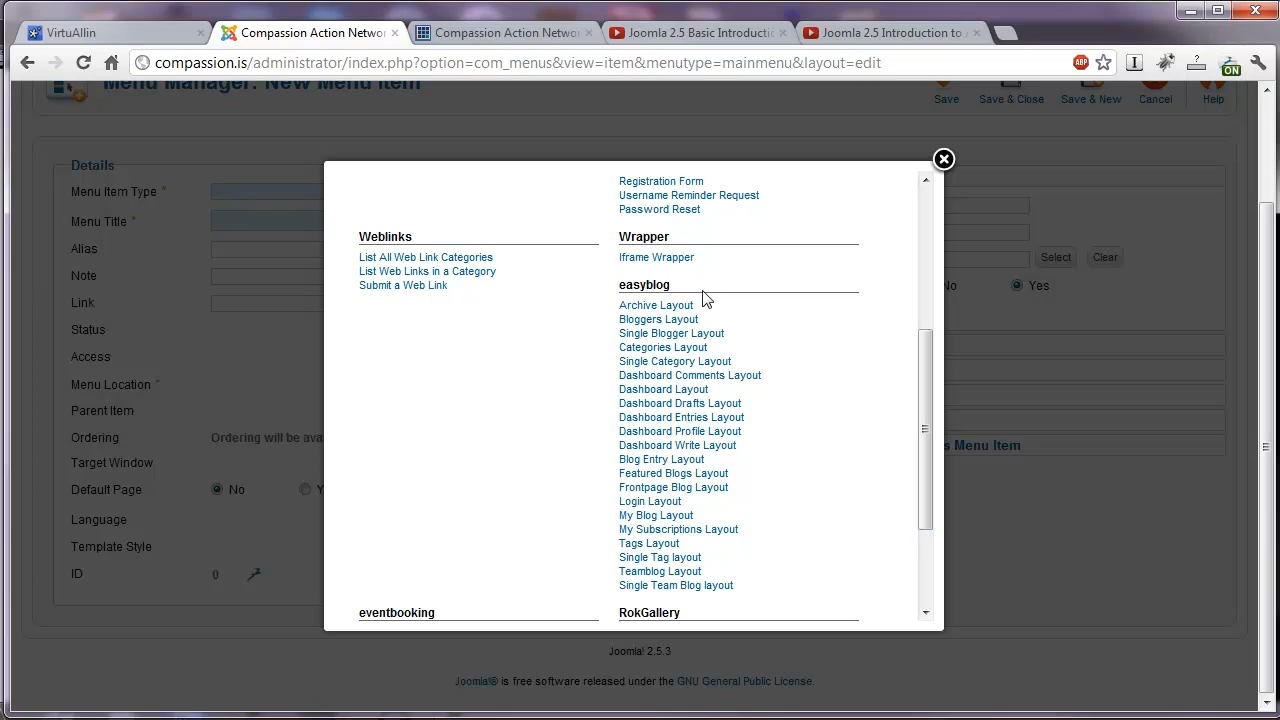 VirtuAllin
Compassion Action Networ
Compassion Action Networ
Joomla 2.5 Basic Introducti
Joomla 2.5 Introduction to
compassion.is/administrator/index.php?option=com_menus&view=item&menutype=mainmenu&layout=edit
ABP
ON
Menu Manager: New Menu Item
Save
Save & Close
Save & New
Cancel
Help
Details
Menu Item Type *
Menu Title *
Alias
Note
Link
Status
Access
Menu Location *
Parent Item
Ordering
Ordering will be ava
Target Window
Default Page
No
Y
Language
Template Style
ID
0
Registration Form
Username Reminder Request
Password Reset
Weblinks
List All Web Link Categories
List Web Links in a Category
Submit a Web Link
Wrapper
Iframe Wrapper
easyblog
Archive Layout
Bloggers Layout
Single Blogger Layout
Categories Layout
Single Category Layout
Dashboard Comments Layout
Dashboard Layout
Dashboard Drafts Layout
Dashboard Entries Layout
Dashboard Profile Layout
Dashboard Write Layout
Blog Entry Layout
Featured Blogs Layout
Frontpage Blog Layout
Login Layout
My Blog Layout
My Subscriptions Layout
Tags Layout
Single Tag layout
Teamblog Layout
Single Team Blog layout
eventbooking
RokGallery
Select
Clear
No
Yes
s Menu Item
Joomla! 2.5.3
Joomla!® is free software released under the GNU General Public License.